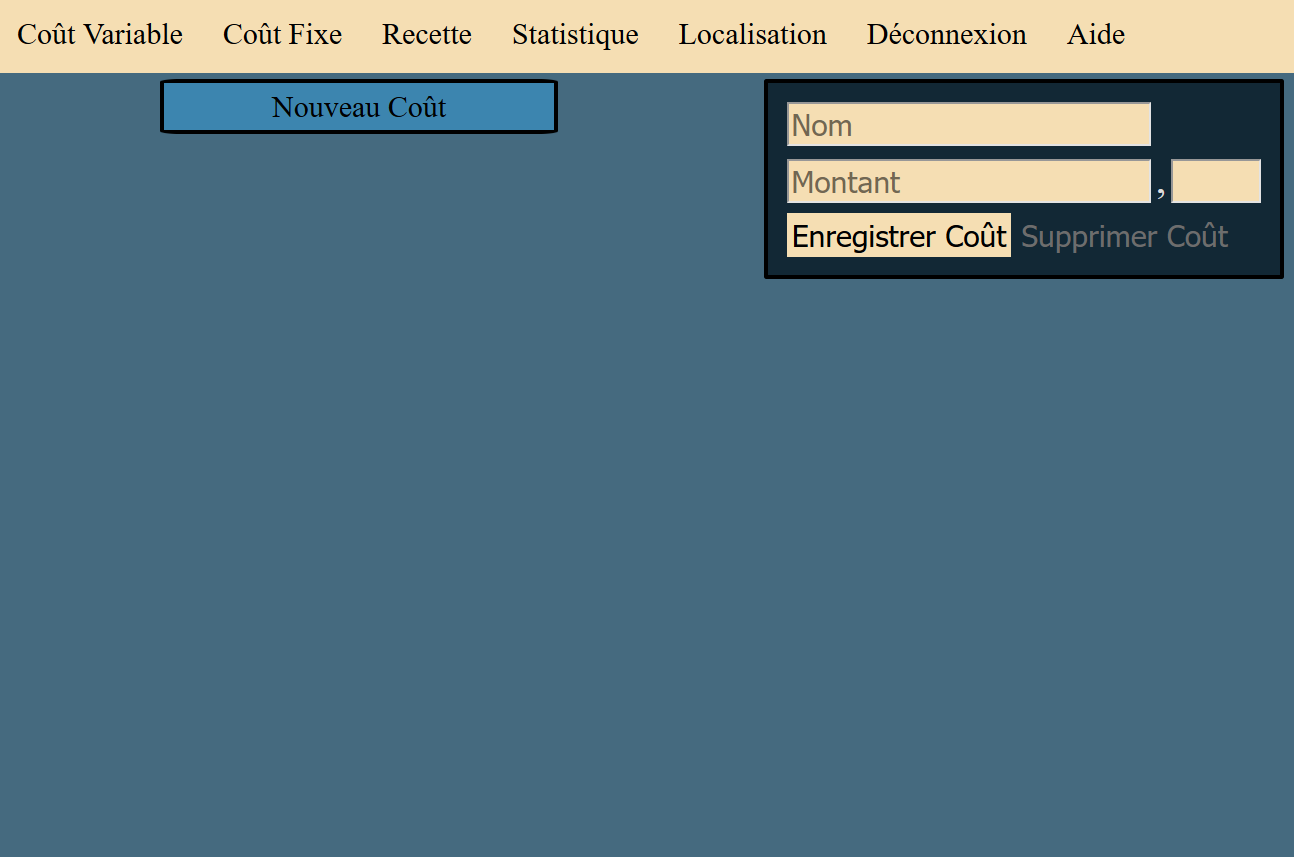 Coût Variable Coût Fixe Recette Statistique Localisation Déconnexion Aide
Nouveau Coût
Nom
Montant ,
Enregistrer Coût Supprimer Coût